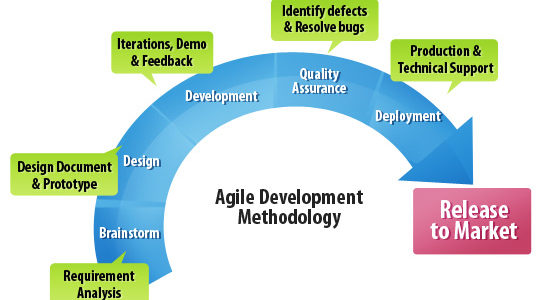 Identify defects
& Resolve bugs
Iterations, Demo
& Feedback
Production &
Technical Support
Quality
Assurance
Development
Deployment
Design
Design Document
& Prototype
Agile Development
Methodology
Release
to Market
Brainstorm
Requirement
Analysis